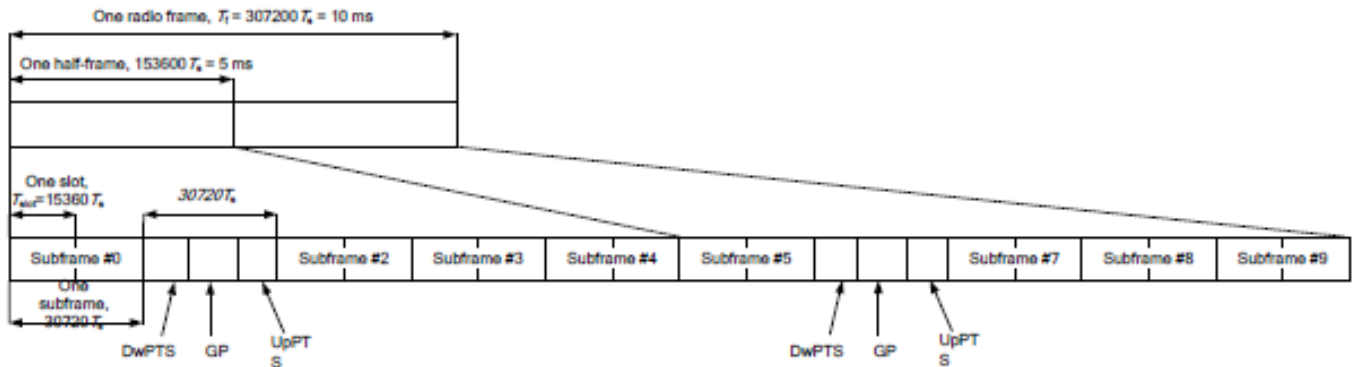 One radio frame, Tf = 307200 Ts = 10 ms
One half-frame, 153600 Ts = 5 ms
One slot,
Tslot=15360 Ts
30720Ts
Subframe #0
Subframe #2
Subframe #3
Subframe #4
Subframe #5
Subframe #7
Subframe #8
Subframe #9
One
subframe,
30720 Ts
DwPTS
GP
UpPT
S
DwPTS
GP
UpPT
S